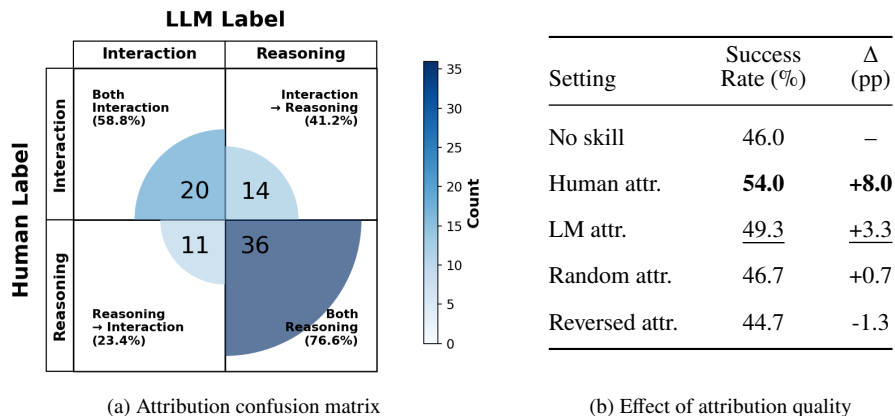 LLM Label
Interaction
Reasoning
Human Label
Interaction
Reasoning
Both
Interaction
(58.8%)
Interaction
→ Reasoning
(41.2%)
20
14
11
36
Reasoning
→ Interaction
(23.4%)
Both
Reasoning
(76.6%)
35
30
25
20
15
10
5
0
Count
(a) Attribution confusion matrix
Setting Success Rate (%) Δ (pp)
No skill 46.0 –
Human attr. 54.0 +8.0
LM attr. 49.3 +3.3
Random attr. 46.7 +0.7
Reversed attr. 44.7 -1.3
(b) Effect of attribution quality